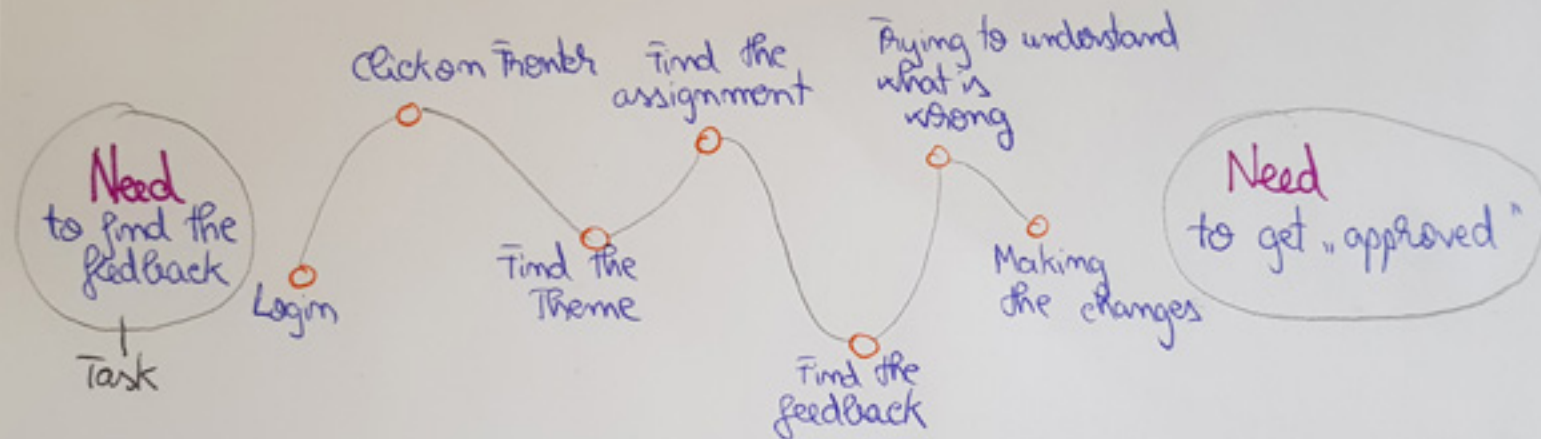 Need
to find the
feedback
Task
Login
Click on Fronter
Find the
Theme
Find the
assignment
Find the
feedback
Trying to understand
what is
wrong
Making
the changes
Need
to get „approved"